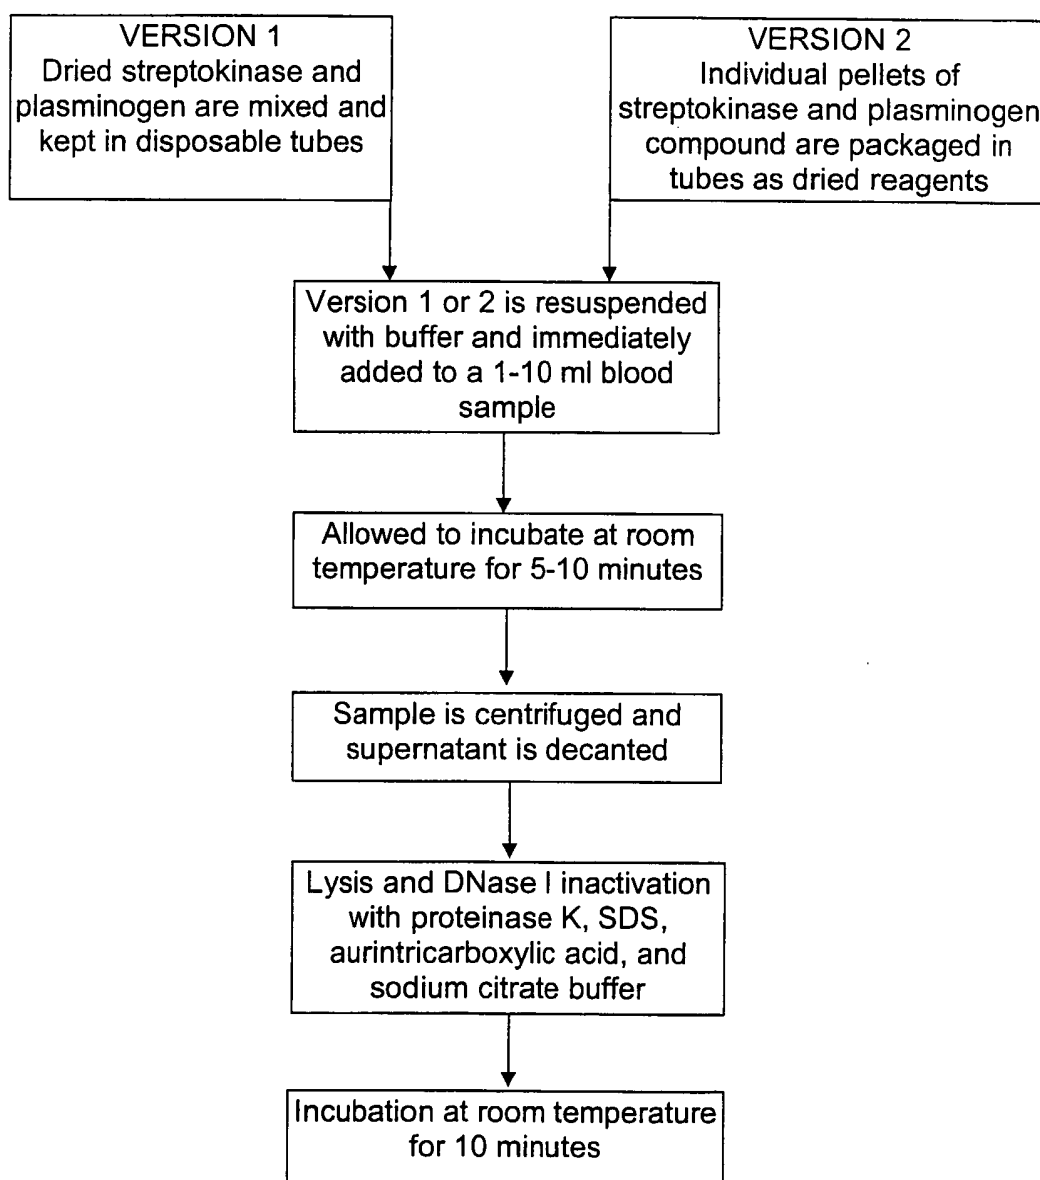 VERSION 1
Dried streptokinase and
plasminogen are mixed and
kept in disposable tubes
VERSION 2
Individual pellets of
streptokinase and plasminogen
compound are packaged in
tubes as dried reagents
Version 1 or 2 is resuspended
with buffer and immediately
added to a 1-10 ml blood
sample
Allowed to incubate at room
temperature for 5-10 minutes
Sample is centrifuged and
supernatant is decanted
Lysis and DNase I inactivation
with proteinase K, SDS,
aurintricarboxylic acid, and
sodium citrate buffer
Incubation at room temperature
for 10 minutes